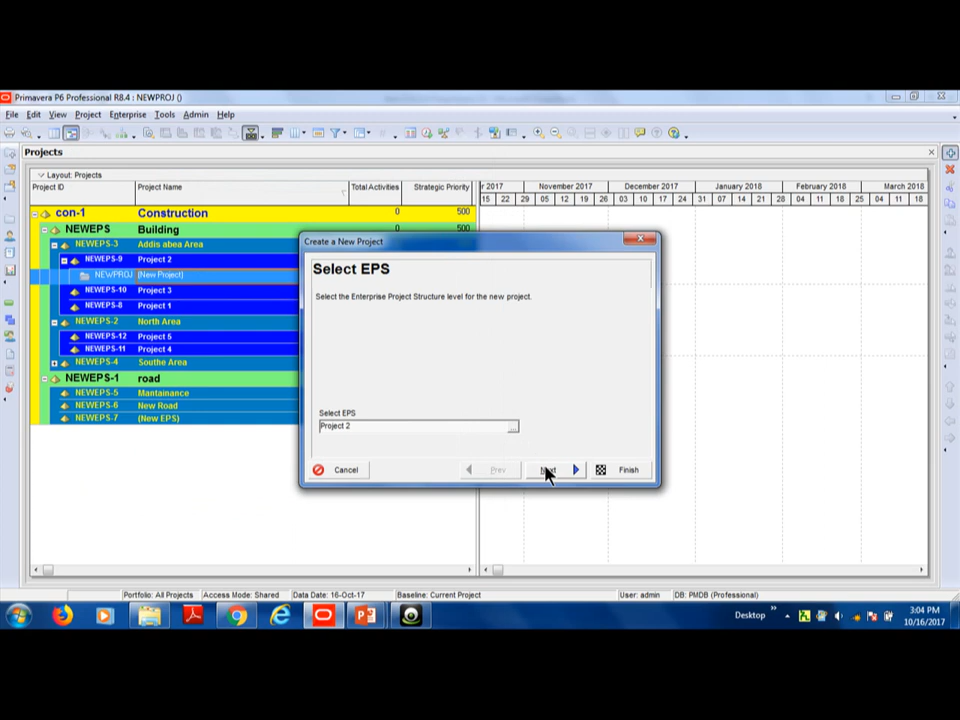 Primavera P6 Professional R8.4 : NEWPROJ ()
File Edit View Project Enterprise Tools Admin Help
Projects
Layout: Projects
Project ID Project Name Total Activities Strategic Priority r 2017 November 2017 December 2017 January 2018 February 2018 March 2018
15 22 29 05 12 19 26 03 10 17 24 31 07 14 21 28 04 11 18 25 04 11 18
con-1 Construction 0 500
NEWEPS Building 0 500
NEWEPS-3 Addis abea Area
NEWEPS-9 Project 2
NEWPROJ (New Project)
NEWEPS-10 Project 3
NEWEPS-8 Project 1
NEWEPS-2 North Area
NEWEPS-12 Project 5
NEWEPS-11 Project 4
NEWEPS-4 Southe Area
NEWEPS-1 road
NEWEPS-5 Mantainance
NEWEPS-6 New Road
NEWEPS-7 (New EPS)
Create a New Project
Select EPS
Select the Enterprise Project Structure level for the new project.
Select EPS
Project 2
...
Cancel Prev Next Finish
Portfolio: All Projects Access Mode: Shared Data Date: 16-Oct-17 Baseline: Current Project User: admin DB: PMDB (Professional)
Desktop
3:04 PM
10/16/2017